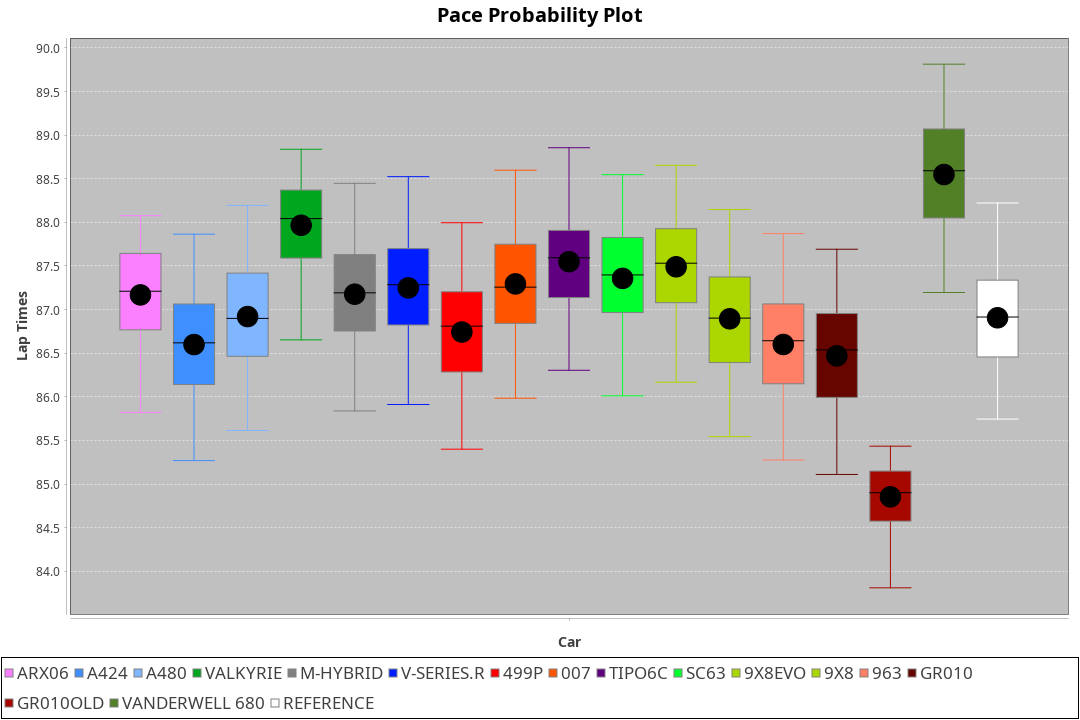 Pace Probability Plot
90.0
89.5
89.0
88.5
88.0
87.5
87.0
86.5
86.0
85.5
85.0
84.5
84.0
Lap Times
Car
ARX06 A424 A480 VALKYRIE M-HYBRID V-SERIES.R 499P 007 TIPO6C SC63 9X8EVO 9X8 963 GR010
GR010OLD VANDERWELL 680 REFERENCE